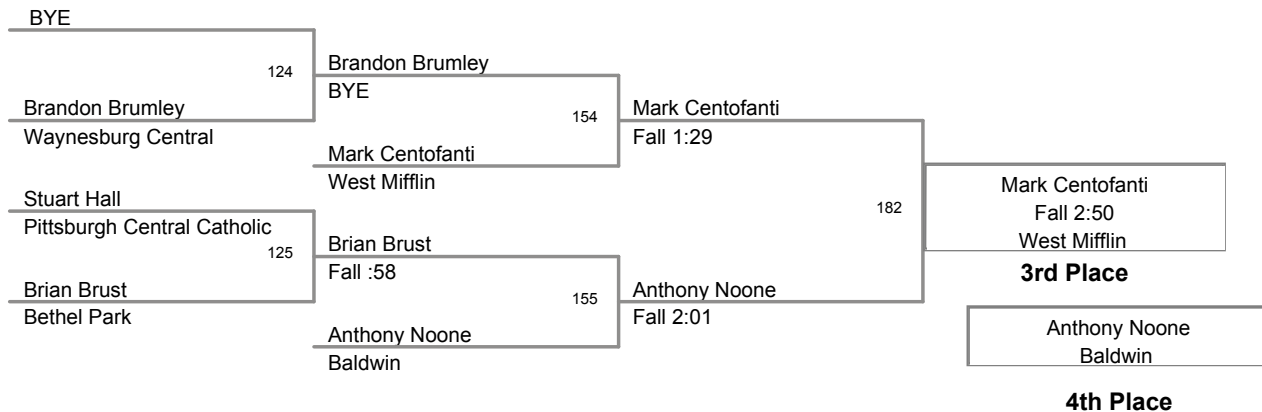 BYE
124
Brandon Brumley
Waynesburg Central
Stuart Hall
Pittsburgh Central Catholic
125
Brian Brust
Bethel Park
Brandon Brumley
BYE
154
Mark Centofanti
West Mifflin
Brian Brust
Fall :58
155
Anthony Noone
Baldwin
Mark Centofanti
Fall 1:29
182
Anthony Noone
Fall 2:01
Mark Centofanti
Fall 2:50
West Mifflin
3rd Place
Anthony Noone
Baldwin
4th Place